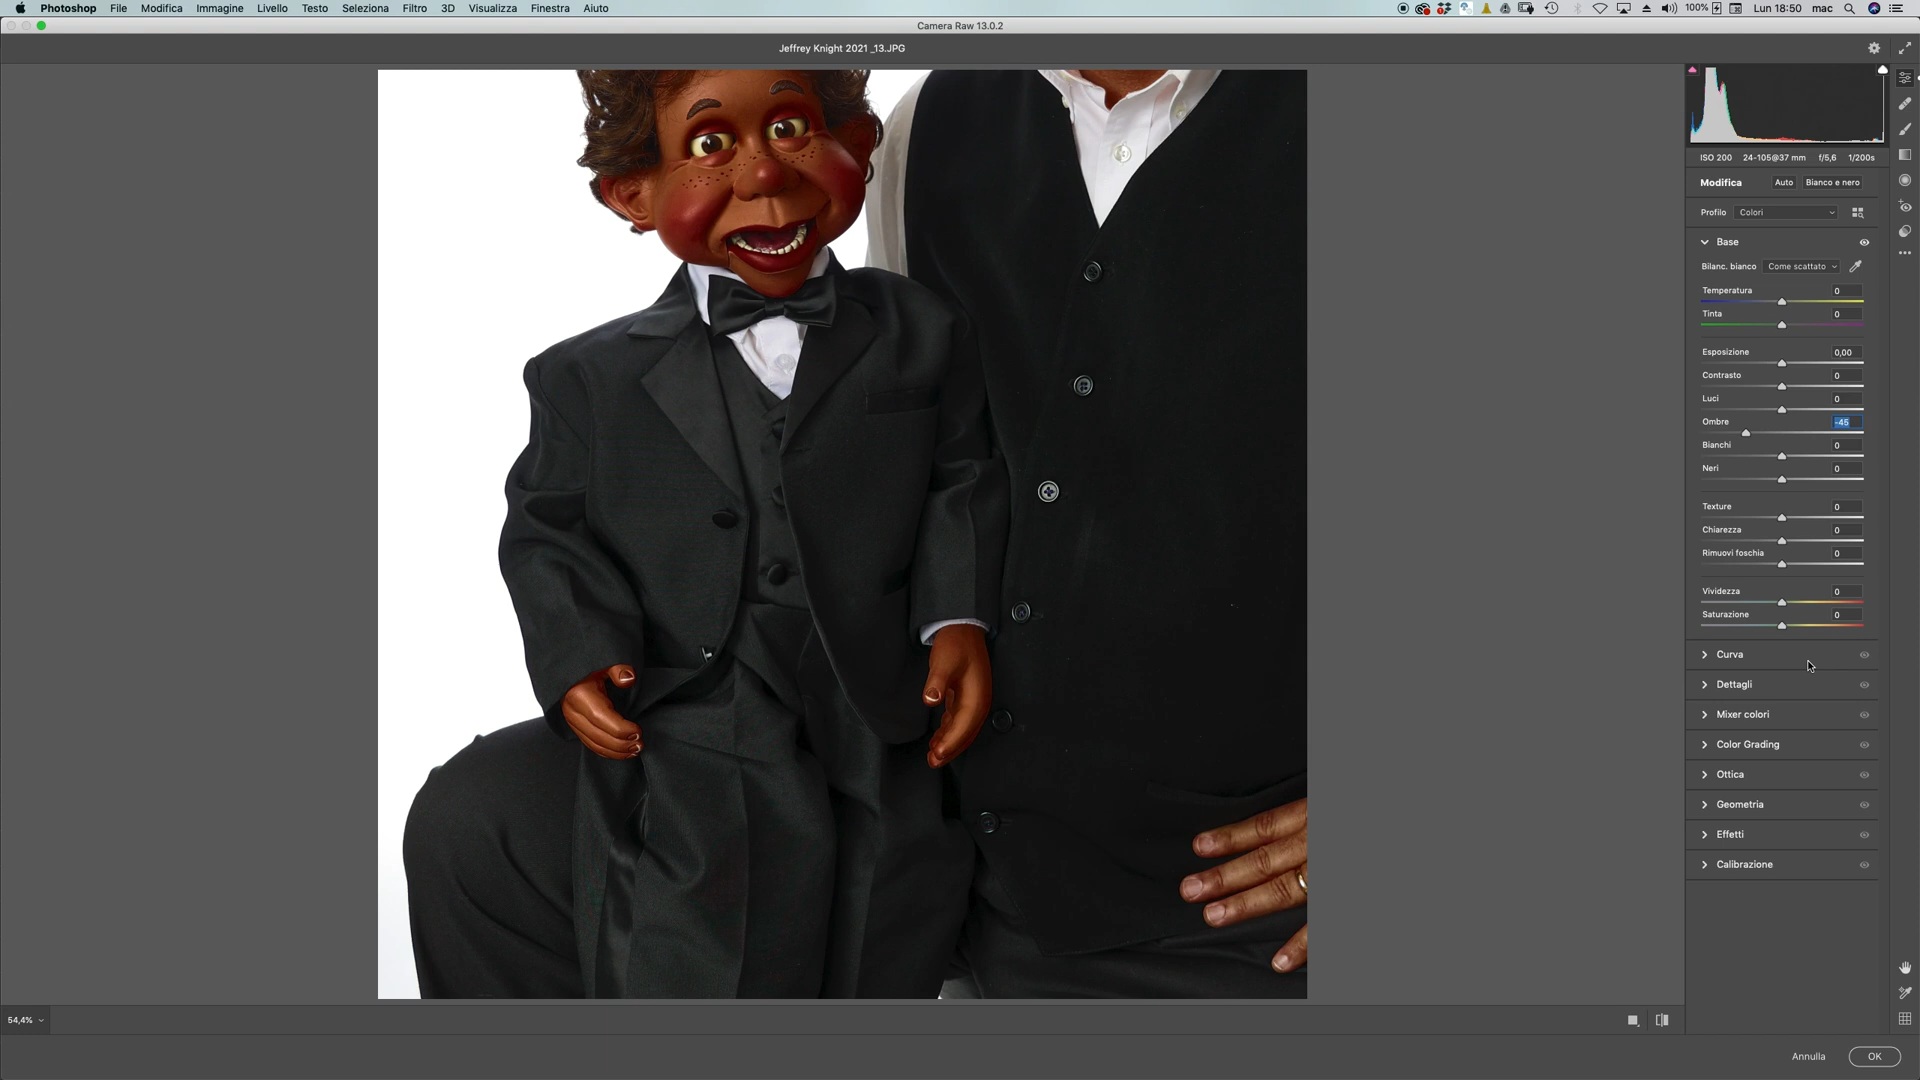 Photoshop File Modifica Immagine Livello Testo Seleziona Filtro 3D Visualizza Finestra Aiuto 100% Lun 18:50 mac
Camera Raw 13.0.2
Jeffrey Knight 2021 _13.JPG
ISO 200 24-105@37 mm f/5,6 1/200s
Modifica Auto Bianco e nero
Profilo Colori
Base
Bilanc. bianco Come scattato
Temperatura 0
Tinta 0
Esposizione 0,00
Contrasto 0
Luci 0
Ombre -45
Bianchi 0
Neri 0
Texture 0
Chiarezza 0
Rimuovi foschia 0
Vividezza 0
Saturazione 0
Curva
Dettagli
Mixer colori
Color Grading
Ottica
Geometria
Effetti
Calibrazione
54,4%
Annulla OK